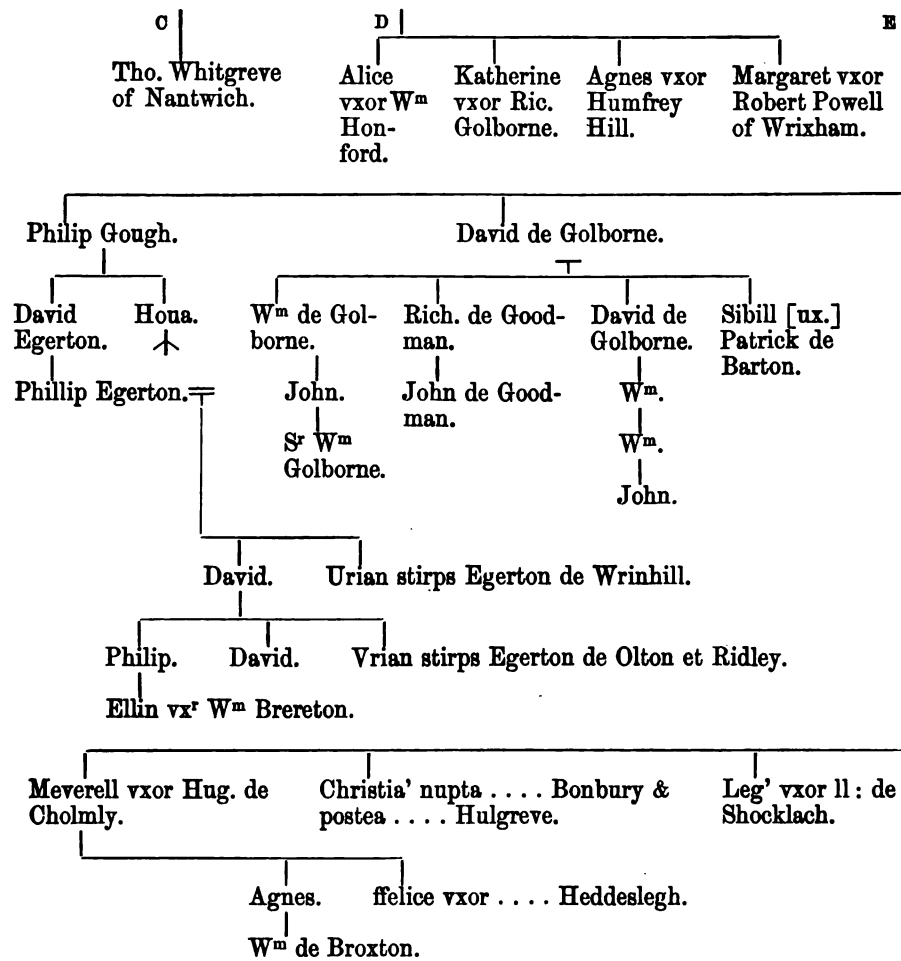 C D E
Tho. Whitgreve
of Nantwich.
Alice
vxor Wᵐ
Hon-
ford.
Katherine
vxor Ric.
Golborne.
Agnes vxor
Humfrey
Hill.
Margaret vxor
Robert Powell
of Wrixham.
Philip Gough.
David de Golborne.
David
Egerton.
Houa.
Wᵐ de Gol-
borne.
Rich. de Good-
man.
David de
Golborne.
Sibill [ux.]
Patrick de
Barton.
Phillip Egerton.
John.
John de Good-
man.
Wᵐ.
Sʳ Wᵐ
Golborne.
Wᵐ.
John.
David.
Urian stirps Egerton de Wrinhill.
Philip.
David.
Vrian stirps Egerton de Olton et Ridley.
Ellin vxʳ Wᵐ Brereton.
Meverell vxor Hug. de
Cholmly.
Christia' nupta . . . . Bonbury &
postea . . . . Hulgreve.
Leg' vxor ll : de
Shocklach.
Agnes.
ffelice vxor . . . . Heddeslegh.
Wᵐ de Broxton.